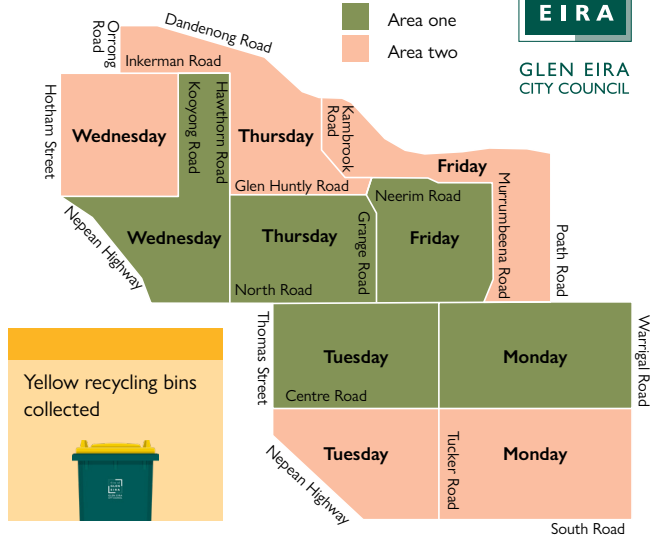 Orrong
Road
Dandenong Road
Inkerman Road
Area one
Area two
EIRA
GLEN EIRA
CITY COUNCIL
Hotham Street
Wednesday
Kooyong Road
Hawthorn Road
Thursday
Kambrook
Road
Friday
Glen Huntly Road
Neerim Road
Murrumbeena Road
Poath Road
Nepean Highway
Wednesday
Thursday
Grange Road
Friday
North Road
Thomas Street
Tuesday
Monday
Warrigal Road
Centre Road
Yellow recycling bins
collected
GLEN
EIRA
Tuesday
Tucker Road
Monday
Nepean Highway
South Road